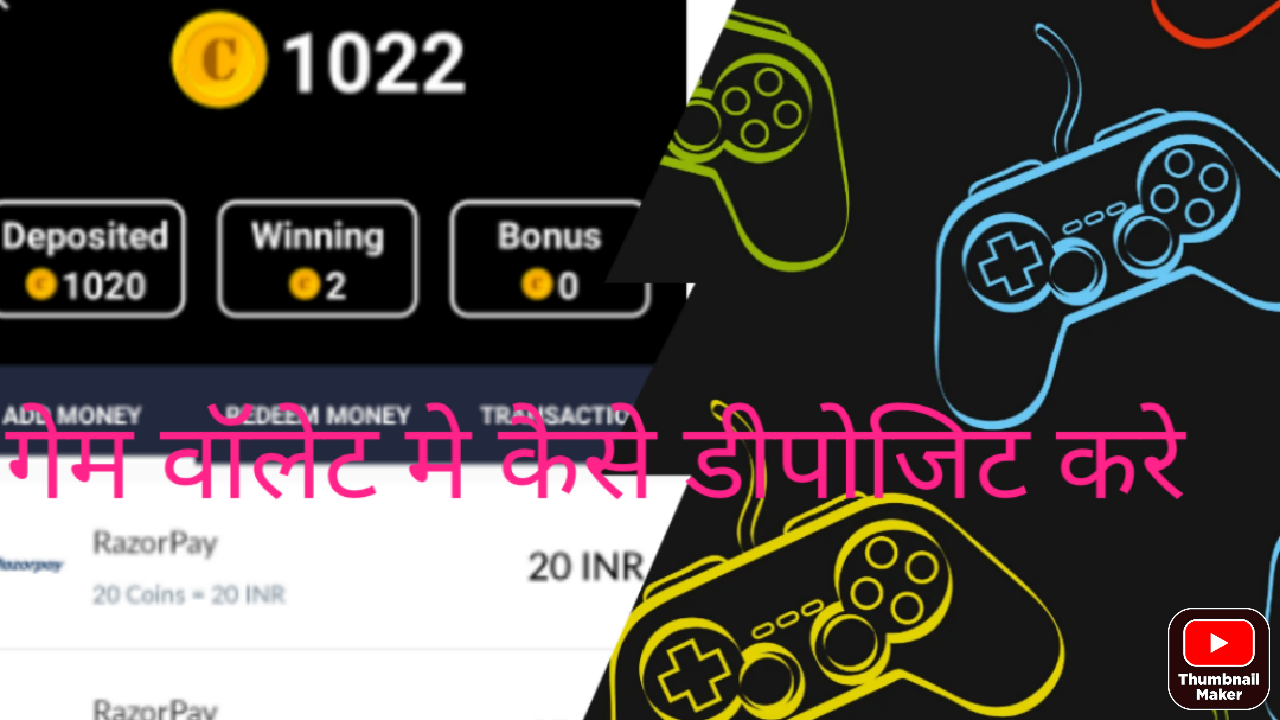 1022
Deposited Winning Bonus
1020 2 0
ADD MONEY REDEEM MONEY TRANSACTIO
गेम वॉलेट मे कैसे डीपोजिट करे
RazorPay
Razorpay 20 INR
20 Coins = 20 INR
RazorPay
Thumbnail
Maker